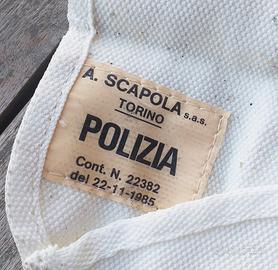 A. SCAPOLA s.a.s.
TORINO
POLIZIA
Cont. N. 22382
del 22-11-1985